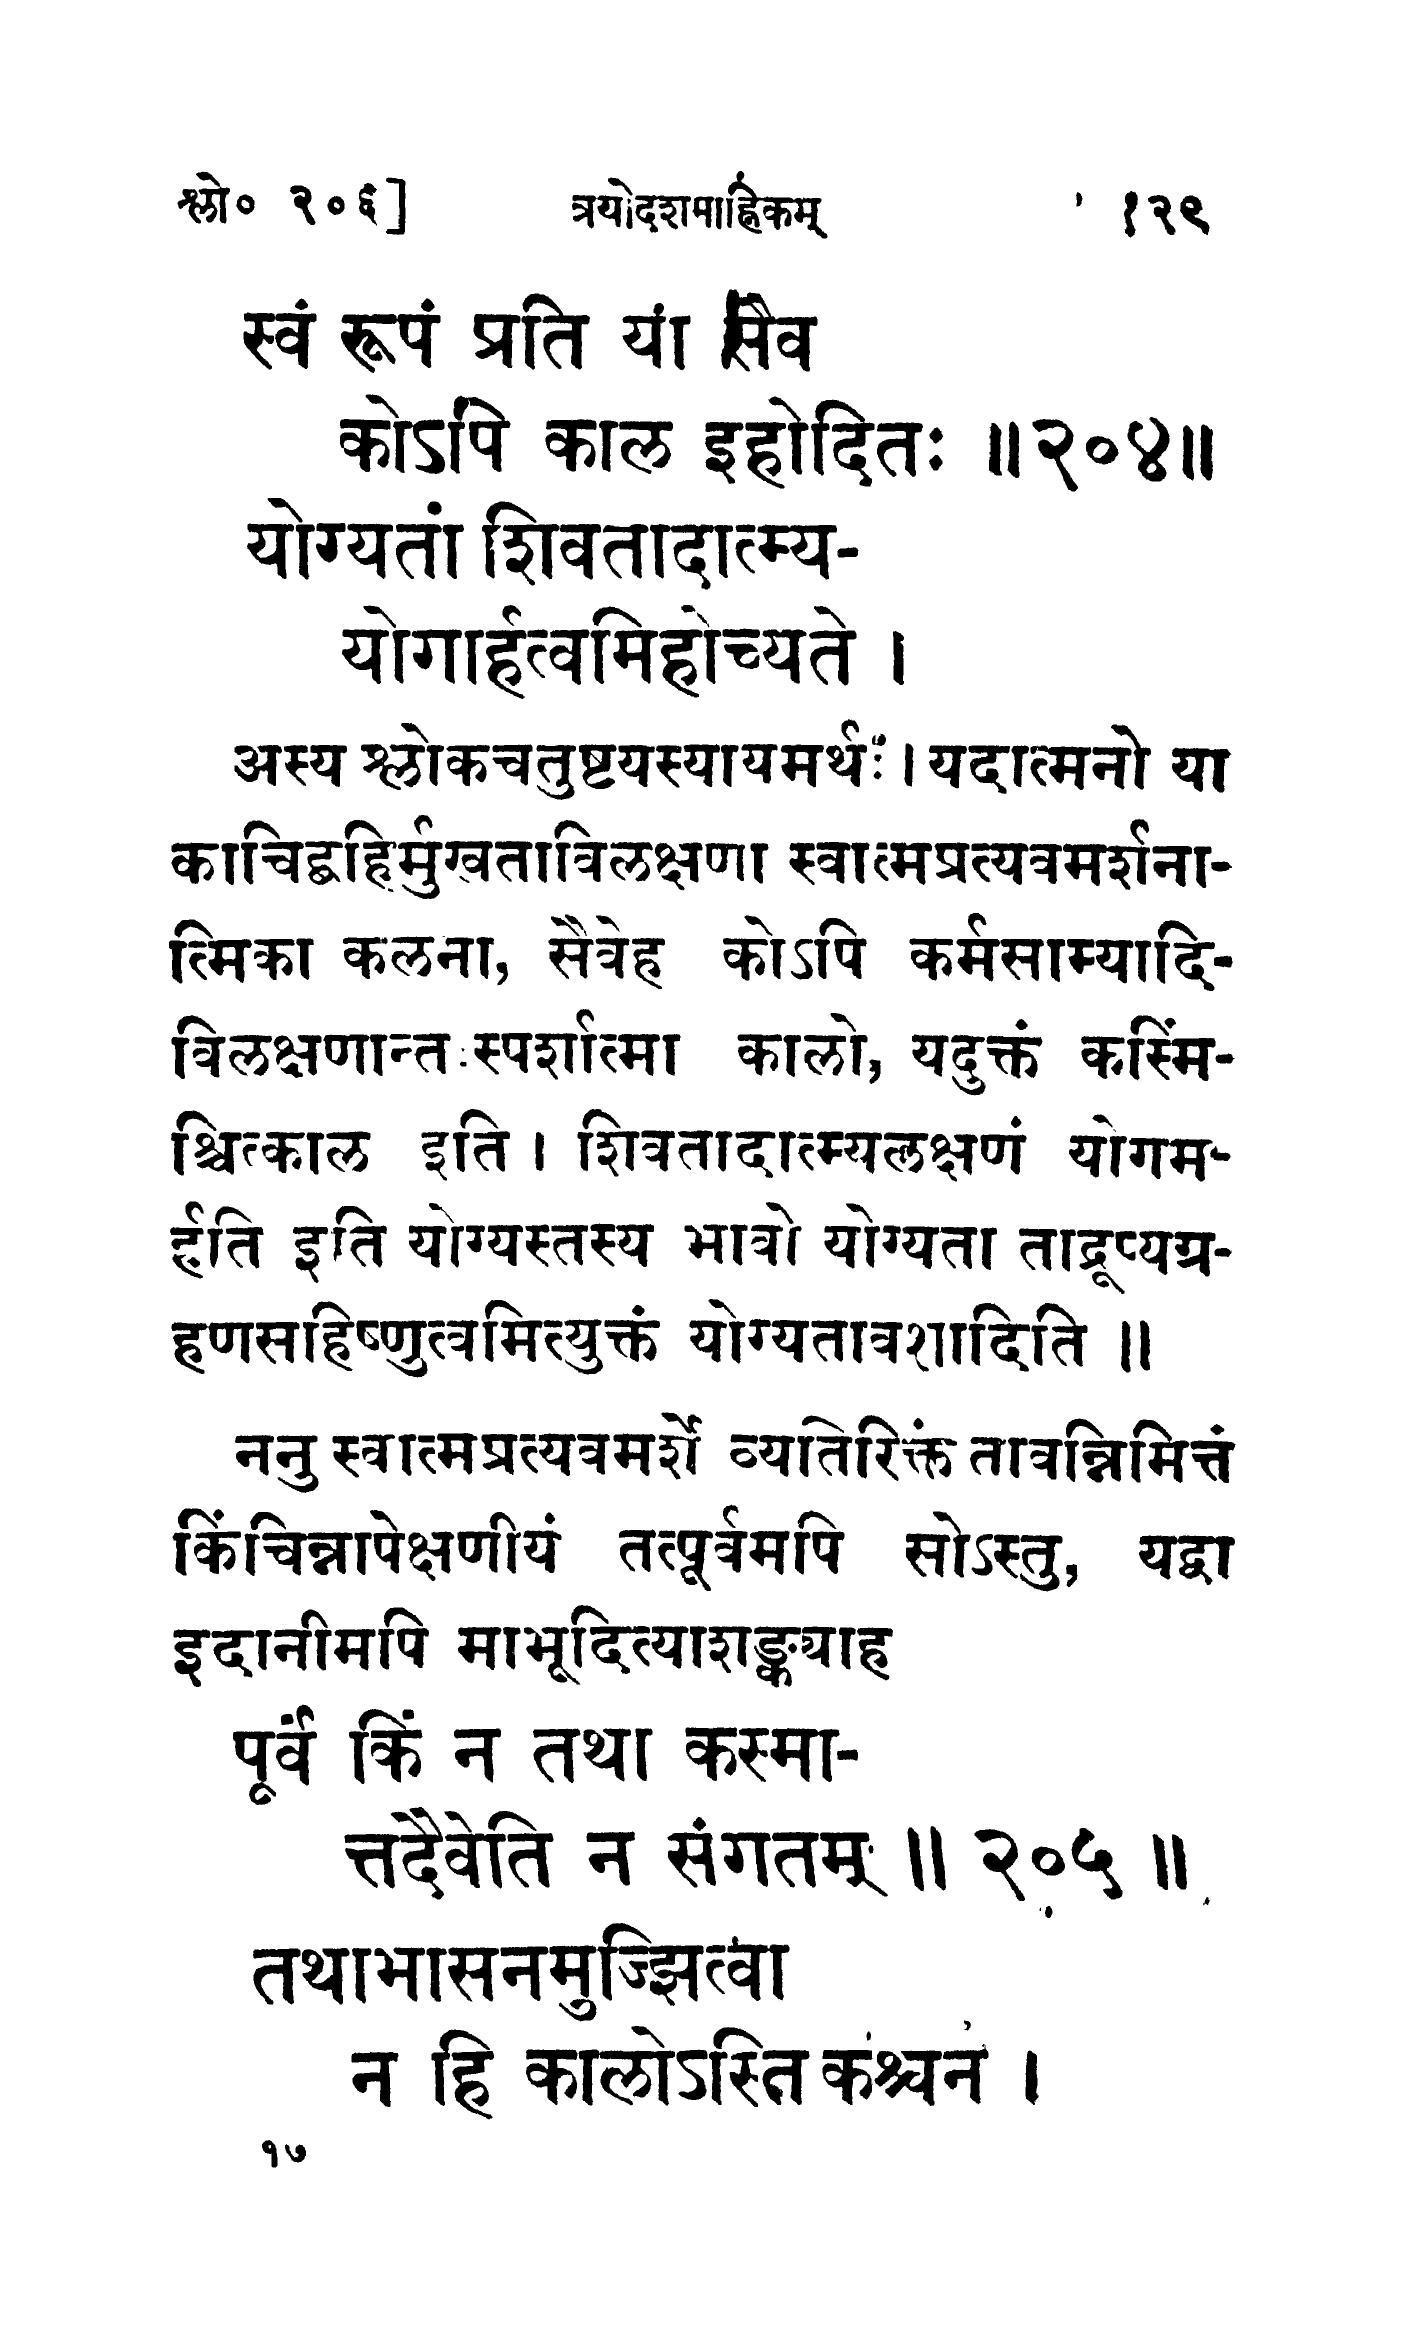 श्लो० २०६] त्रयोदशमाह्निकम् १२९
स्वं रूपं प्रति या सैव
कोऽपि काल इहोदितः ॥२०४॥
योग्यतां शिवतादात्म्य-
योगार्हत्वमिहोच्यते ।
अस्य श्लोकचतुष्टयस्यायमर्थः । यदात्मनो या
काचिद्बहिर्मुखताविलक्षणा स्वात्मप्रत्यवमर्शना-
त्मिका कलना, सैवेह कोऽपि कर्मसाम्यादि-
विलक्षणान्तःस्पर्शात्मा कालो, यदुक्तं कस्मिं-
श्चित्काल इति । शिवतादात्म्यलक्षणं योगम-
र्हति इति योग्यस्तस्य भावो योग्यता ताद्रूप्यग्र-
हणसहिष्णुत्वमित्युक्तं योग्यतावशादिति ॥
ननु स्वात्मप्रत्यवमर्शे व्यतिरिक्तं तावन्निमित्तं
किंचिन्नापेक्षणीयं तत्पूर्वमपि सोऽस्तु, यद्वा
इदानीमपि माभूदित्याशङ्क्याह
पूर्वं किं न तथा कस्मा-
त्तदैवेति न संगतम् ॥ २०५ ॥
तथाभासनमुज्झित्वा
न हि कालोऽस्ति कश्चन ।
१७